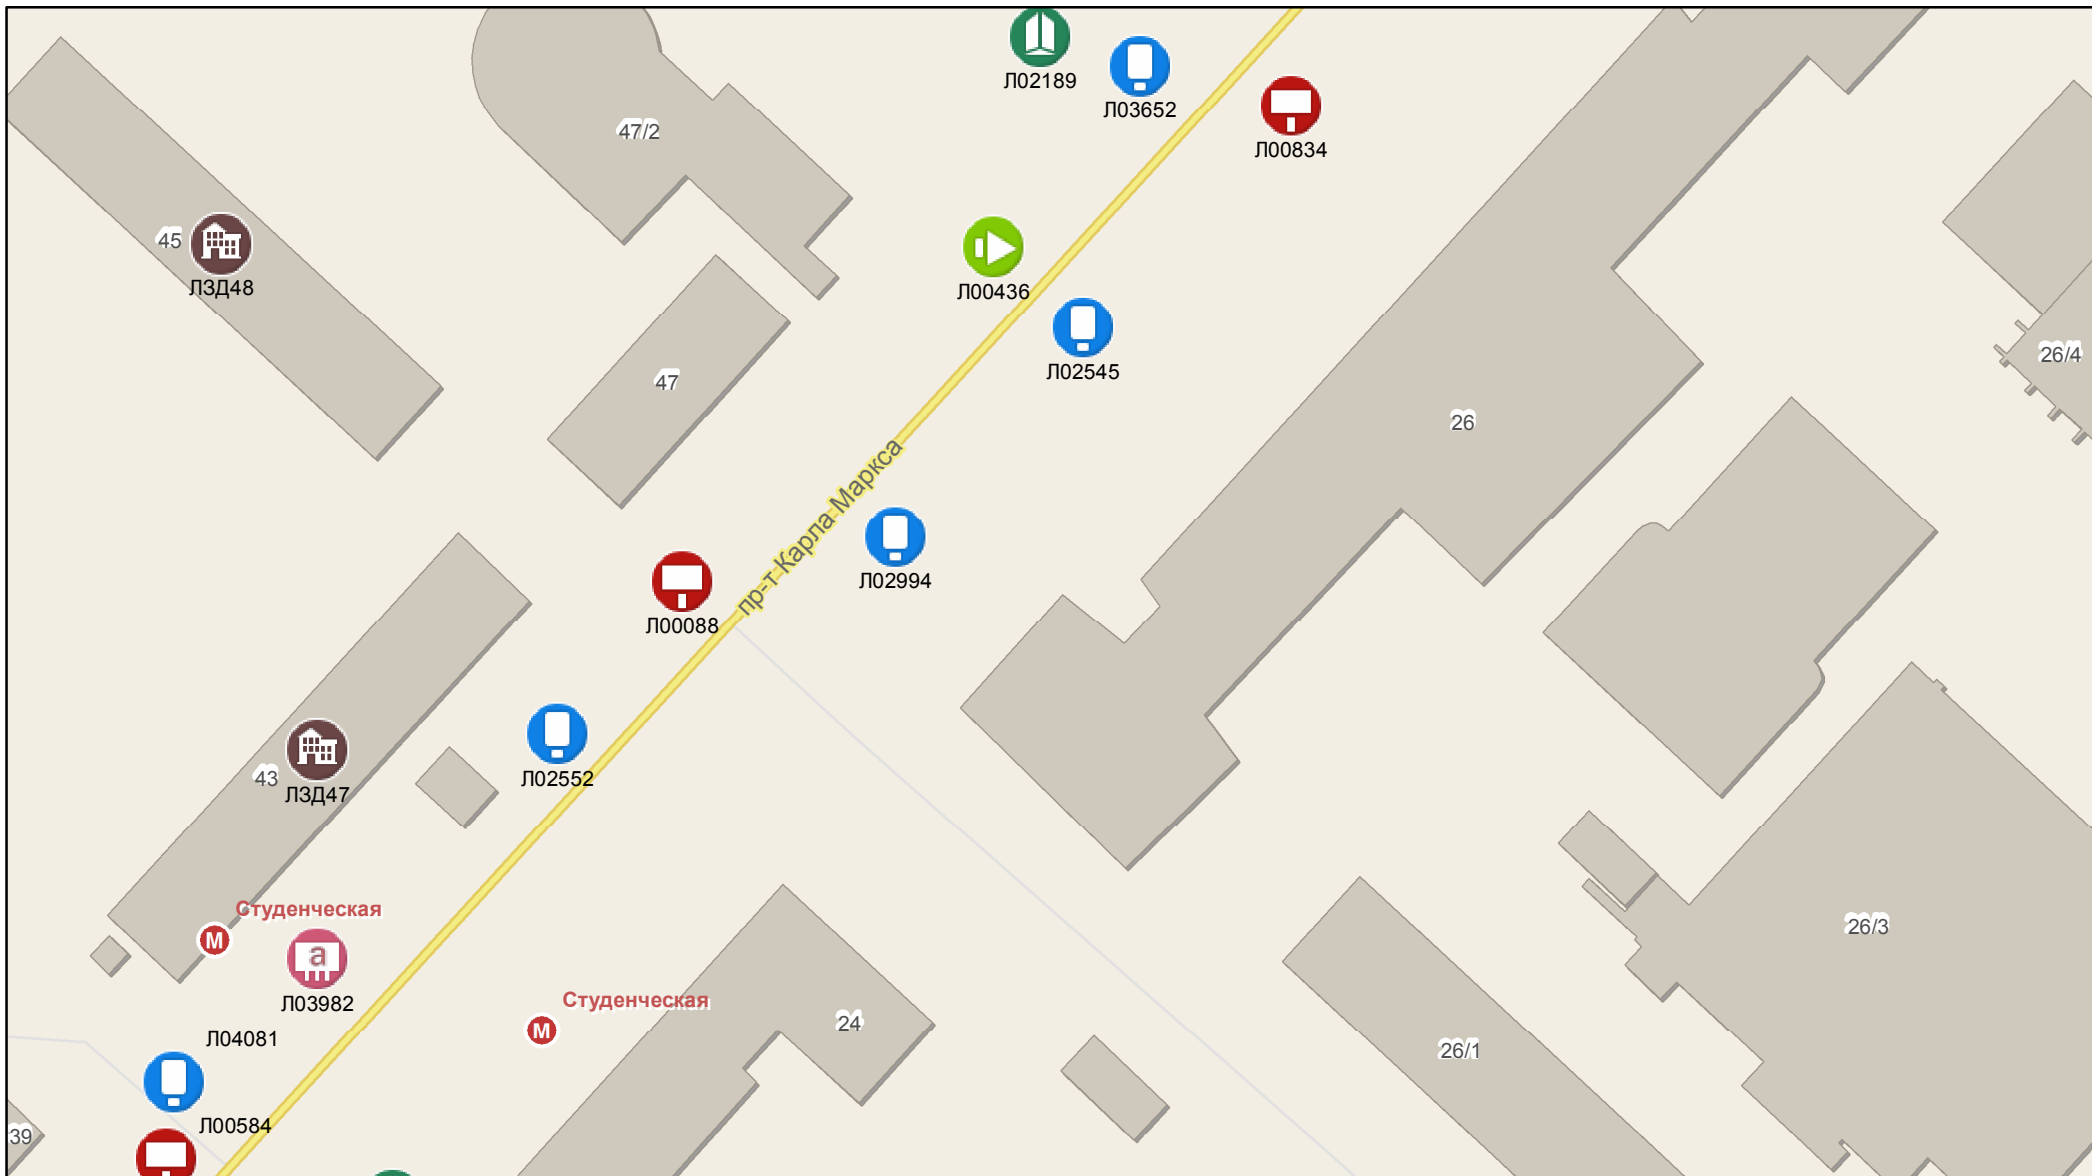 Л02189
Л03652
47/2
Л00834
45
ЛЗД48
Л00436
26/4
Л02545
47
26
пр-т Карла Маркса
Л02994
Л00088
Л02552
43
ЛЗД47
Студенческая
М
а
26/3
Л03982
Студенческая
М
24
Л04081
26/1
Л00584
39